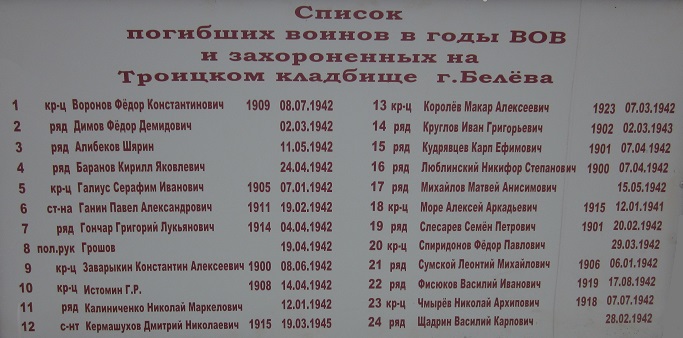 Список
погибших воинов в годы ВОВ
и захороненных на
Троицком кладбище г.Белёва
1 кр-ц Воронов Фёдор Константинович 1909 08.07.1942
2 ряд Димов Фёдор Демидович 02.03.1942
3 ряд Алибеков Шярин 11.05.1942
4 ряд Баранов Кирилл Яковлевич 24.04.1942
5 кр-ц Галиус Серафим Иванович 1905 07.01.1942
6 ст-на Ганин Павел Александрович 1911 19.02.1942
7 ряд Гончар Григорий Лукьянович 1914 04.04.1942
8 пол.рук Грошов 19.04.1942
9 кр-ц Заварыкин Константин Алексеевич 1900 08.06.1942
10 кр-ц Истомин Г.Р. 1908 14.04.1942
11 ряд Калиниченко Николай Маркелович 12.01.1942
12 с-нт Кермашухов Дмитрий Николаевич 1915 19.03.1945
13 кр-ц Королёв Макар Алексеевич 1923 07.03.1942
14 ряд Круглов Иван Григорьевич 1902 02.03.1943
15 ряд Кудрявцев Карл Ефимович 1901 07.04 1942
16 ряд Люблинский Никифор Степанович 1900 07.04.1942
17 ряд Михайлов Матвей Анисимович 15.05.1942
18 кр-ц Море Алексей Аркадьевич 1915 12.01.1941
19 ряд Слесарев Семён Петрович 1901 20.02.1942
20 кр-ц Спиридонов Фёдор Павлович 29.03.1942
21 ряд Сумской Леонтий Михайлович 1906 06.01.1942
22 ряд Фисюков Василий Иванович 1919 17.08.1942
23 кр-ц Чмырёв Николай Архипович 1918 07.07.1942
24 ряд Щадрин Василий Карпович 28.02.1942